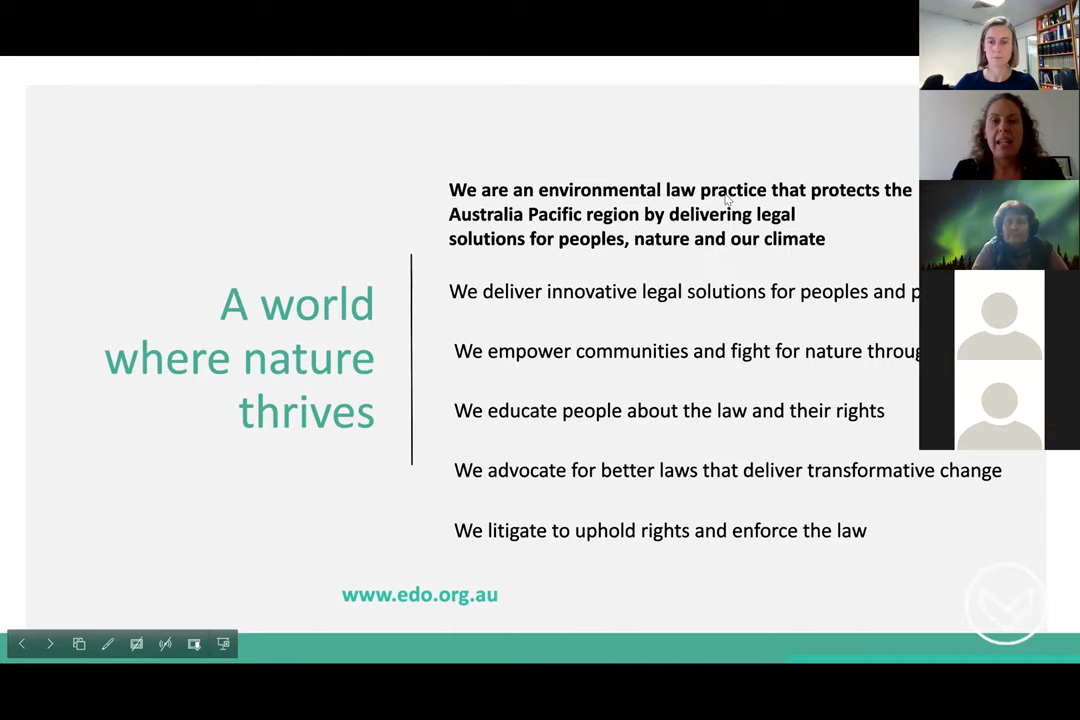 A world
where nature
thrives
We are an environmental law practice that protects the
Australia Pacific region by delivering legal
solutions for peoples, nature and our climate
We deliver innovative legal solutions for peoples and
We empower communities and fight for nature
We educate people about the law and their rights
We advocate for better laws that deliver transformative change
We litigate to uphold rights and enforce the law
www.edo.org.au